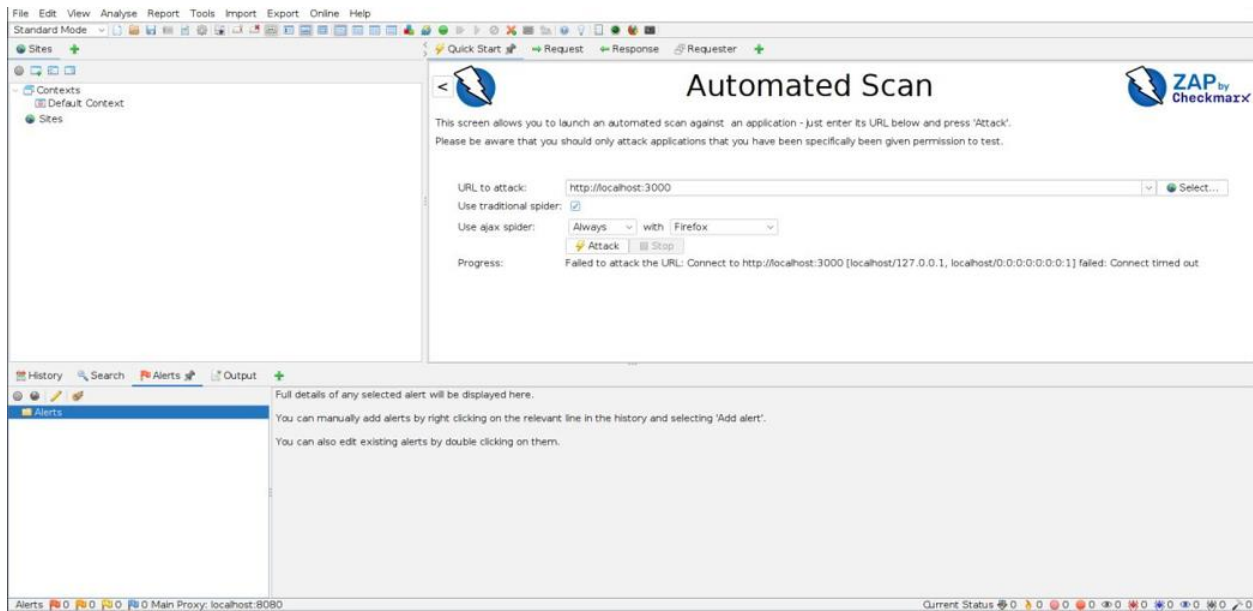 File Edit View Analyse Report Tools Import Export Online Help
Standard Mode
Sites
Quick Start Request Response Requester
Contexts
Default Context
Sites
<
Automated Scan
ZAP by Checkmarx
This screen allows you to launch an automated scan against an application - just enter its URL below and press 'Attack'.
Please be aware that you should only attack applications that you have been specifically been given permission to test.
URL to attack: http://localhost:3000 Select...
Use traditional spider:
Use ajax spider: Always with Firefox
Attack Stop
Progress: Failed to attack the URL: Connect to http://localhost:3000 [localhost/127.0.0.1, localhost/0:0:0:0:0:0:0:1] failed: Connect timed out
History Search Alerts Output
Alerts
Full details of any selected alert will be displayed here.
You can manually add alerts by right clicking on the relevant line in the history and selecting 'Add alert'.
You can also edit existing alerts by double clicking on them.
Alerts 0 0 0 0 Main Proxy: localhost:8080
Current Status 0 0 0 0 0 0 0 0 0 0